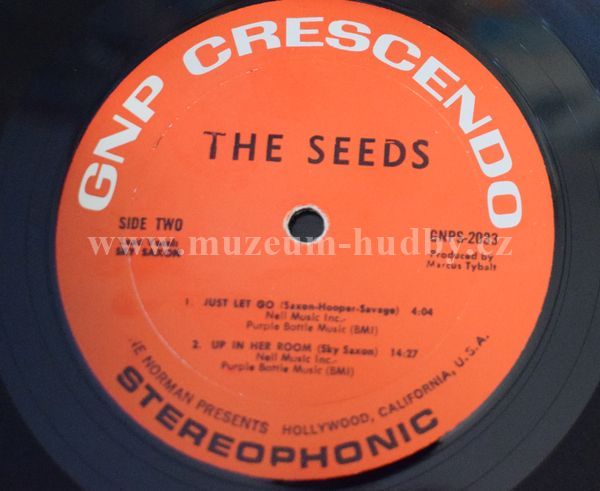 GNP CRESCENDO
THE SEEDS
SIDE TWO
GNPS-2033
SKY SAXON
Produced by
Marcus Tybalt
www.muzeum-hudby.cz
1. JUST LET GO (Saxon-Hooper-Savage) 4:04
Neil Music Inc.-
Purple Bottle Music (BMI)
2. UP IN HER ROOM (Sky Saxon) 14:27
Neil Music Inc.
Purple Bottle Music (BMI)
NORMAN PRESENTS HOLLYWOOD, CALIFORNIA, U.S.A.
STEREOPHONIC